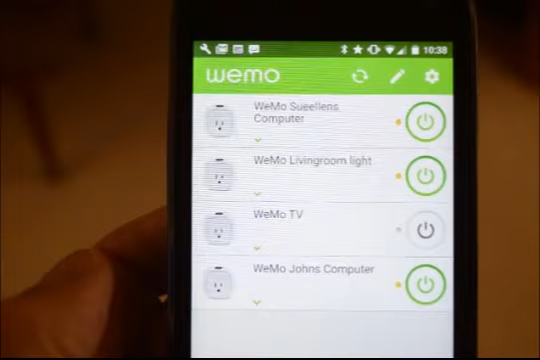 10:38
wemo
WeMo Sueellens
Computer
WeMo Livingroom light
WeMo TV
WeMo Johns Computer